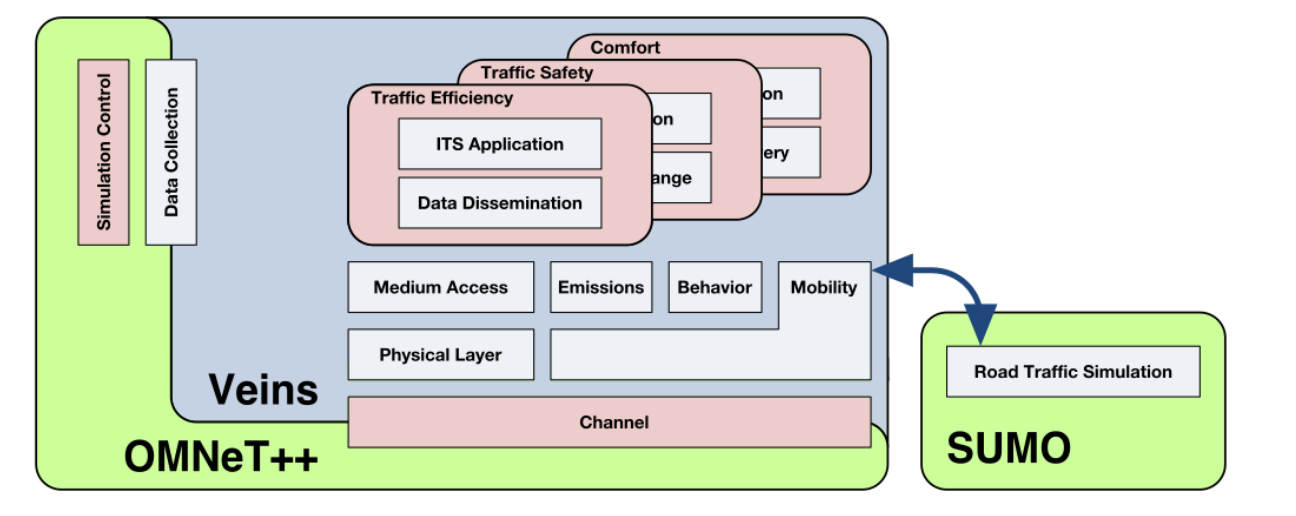 Comfort
Traffic Safety
Traffic Efficiency
on
on
ITS Application
ery
ange
Data Dissemination
Simulation Control
Data Collection
Medium Access
Emissions
Behavior
Mobility
Physical Layer
Channel
Veins
OMNeT++
Road Traffic Simulation
SUMO